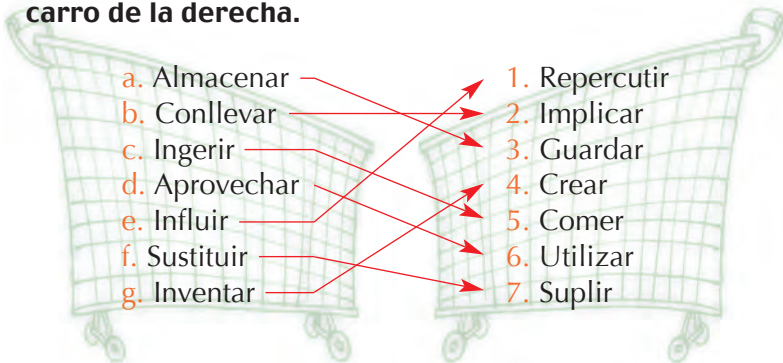 carro de la derecha.
a. Almacenar
b. Conllevar
c. Ingerir
d. Aprovechar
e. Influir
f. Sustituir
g. Inventar
1. Repercutir
2. Implicar
3. Guardar
4. Crear
5. Comer
6. Utilizar
7. Suplir